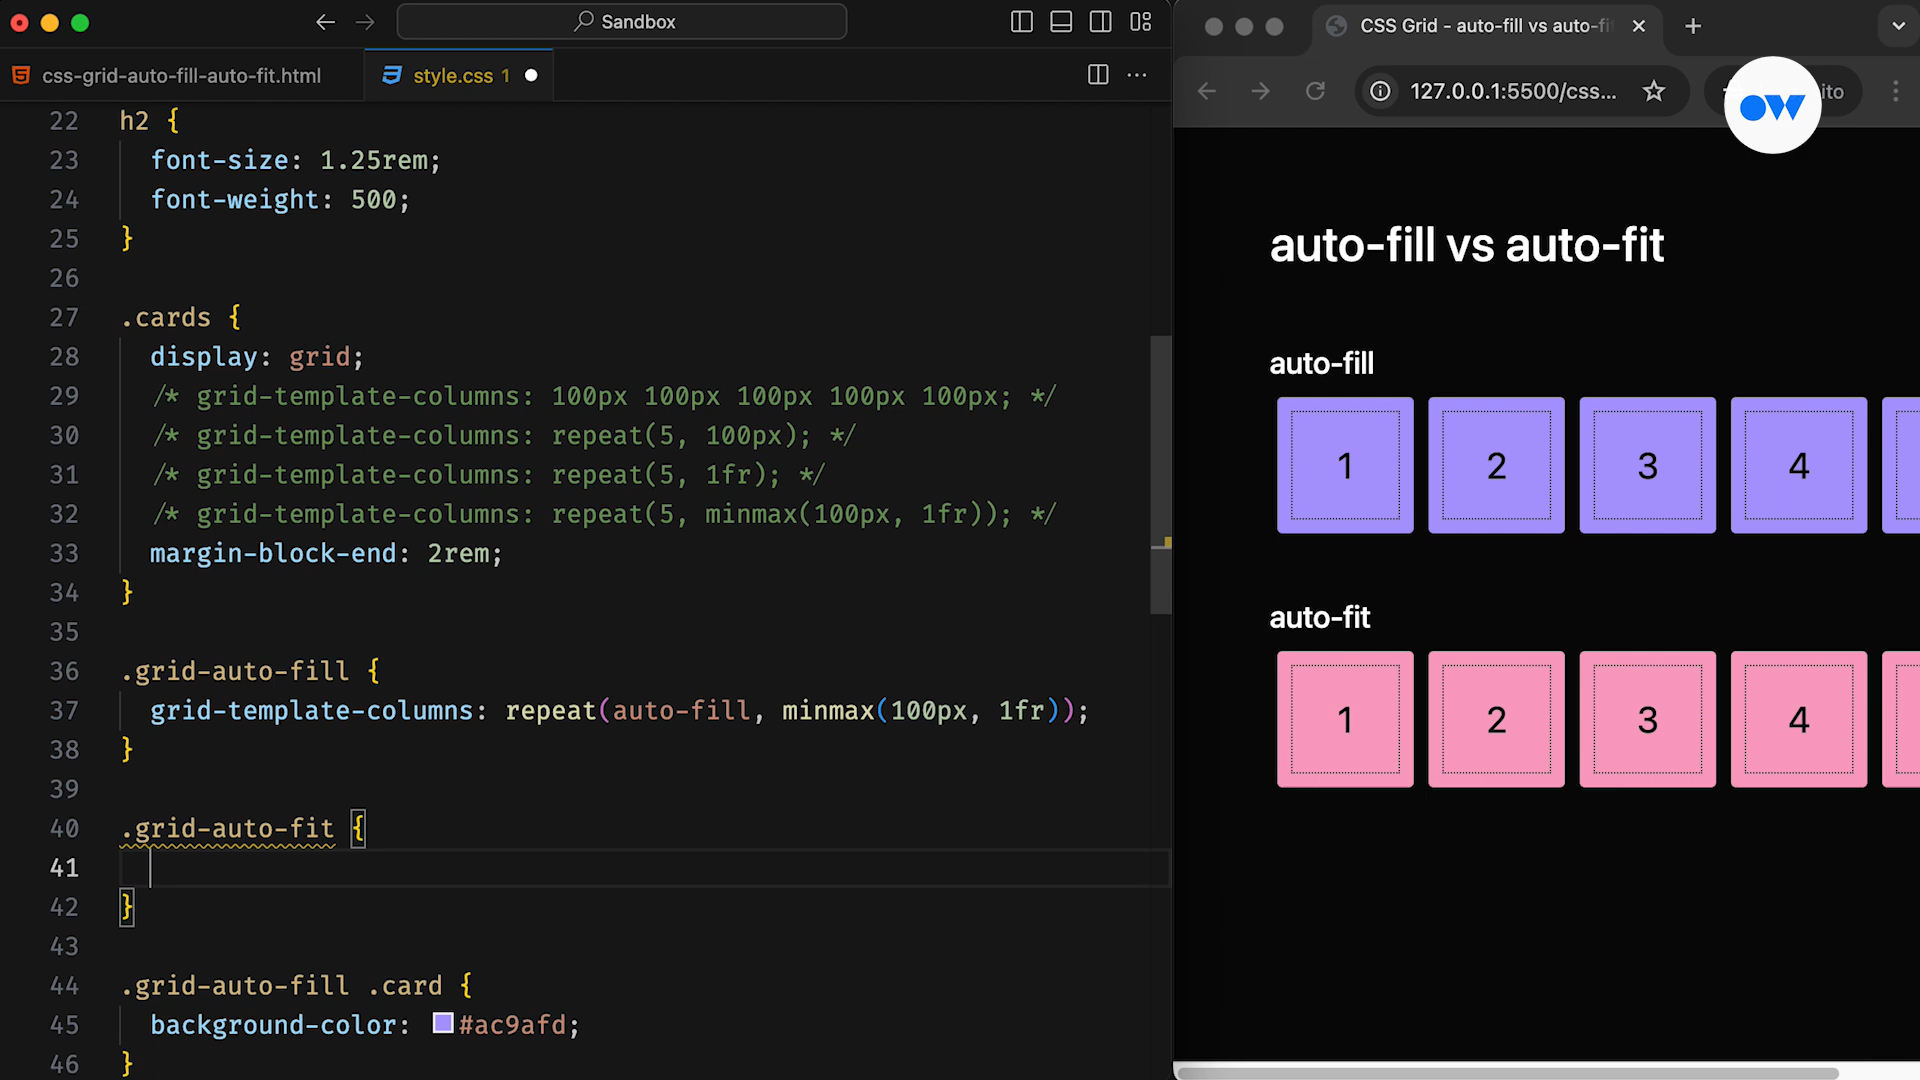 Sandbox
css-grid-auto-fill-auto-fit.html
style.css 1
22 h2 {
23 font-size: 1.25rem;
24 font-weight: 500;
25 }
26
27 .cards {
28 display: grid;
29 /* grid-template-columns: 100px 100px 100px 100px 100px; */
30 /* grid-template-columns: repeat(5, 100px); */
31 /* grid-template-columns: repeat(5, 1fr); */
32 /* grid-template-columns: repeat(5, minmax(100px, 1fr)); */
33 margin-block-end: 2rem;
34 }
35
36 .grid-auto-fill {
37 grid-template-columns: repeat(auto-fill, minmax(100px, 1fr));
38 }
39
40 .grid-auto-fit {
41
42 }
43
44 .grid-auto-fill .card {
45 background-color: #ac9afd;
46 }
CSS Grid - auto-fill vs auto-fi
127.0.0.1:5500/css...
ito
OW
auto-fill vs auto-fit
auto-fill
1 2 3 4
auto-fit
1 2 3 4